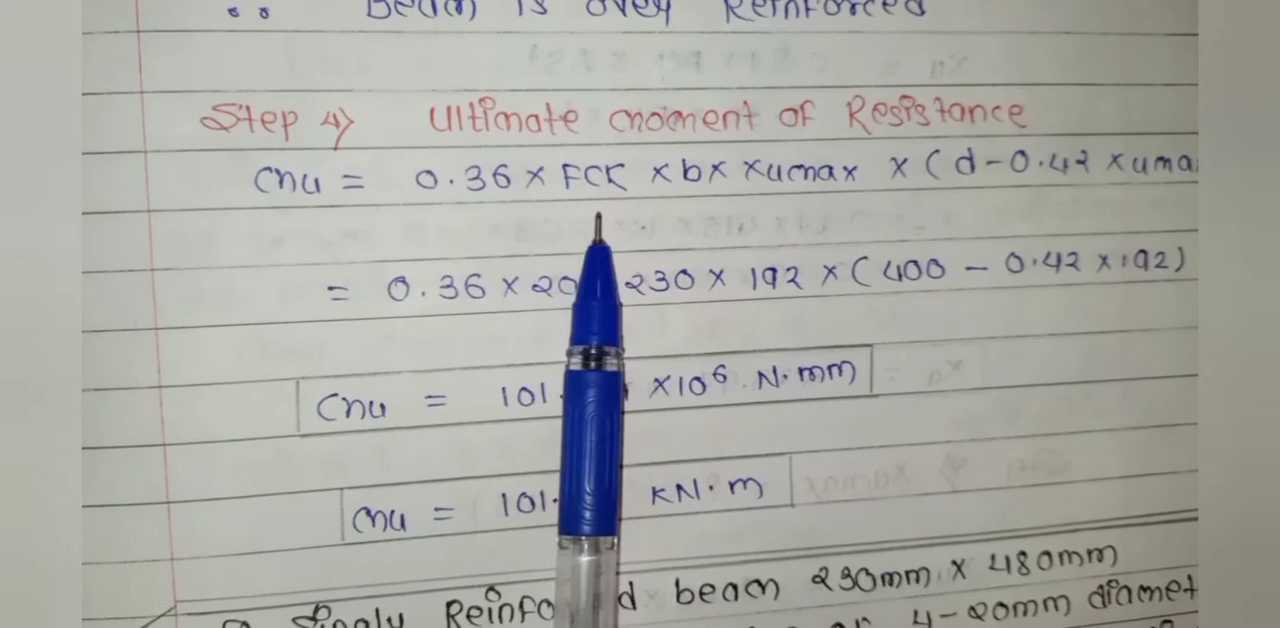 ∴ Beam is over Reinforced
Step 4) Ultimate moment of Resistance
mu = 0.36 x FCK x b x xumax x (d - 0.42 xuma
= 0.36 x 20 230 x 192 x (400 - 0.42 x 192)
mu = 101. x 10⁶ N.mm
mu = 101. KN.m
Singly Reinfo d beam 230mm x 480mm
4-20mm diamet